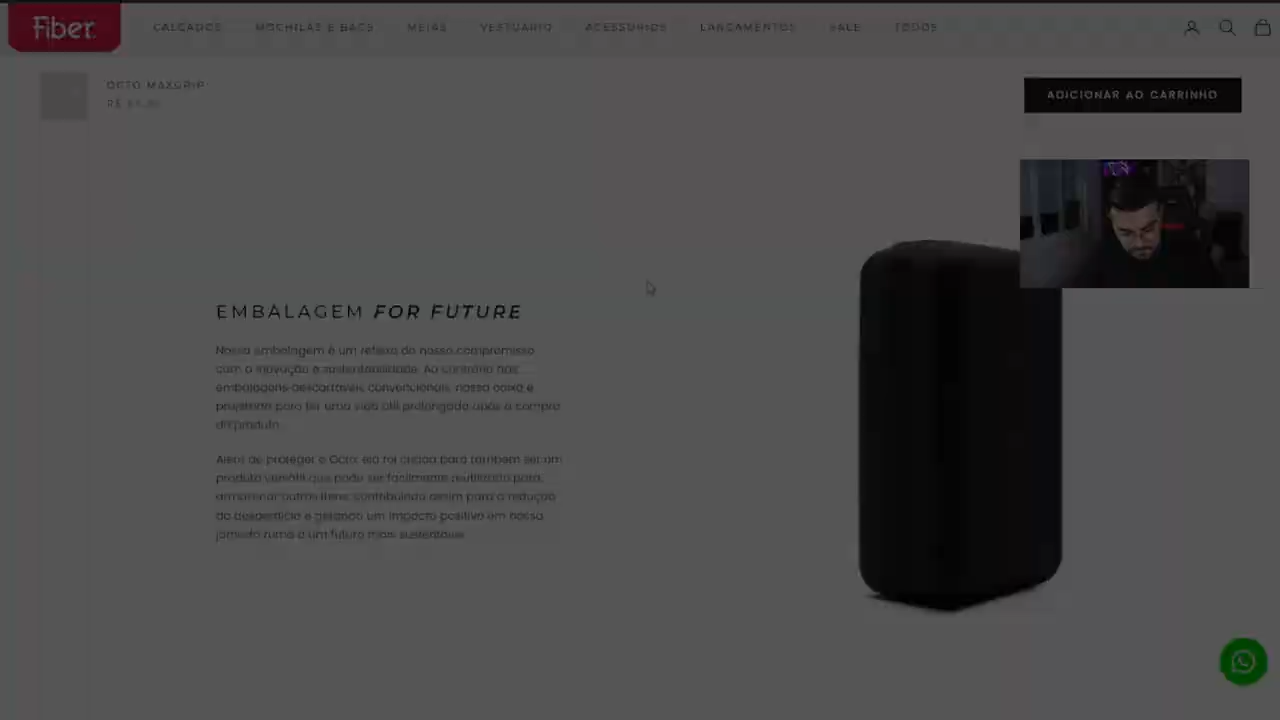 Fiber
CALÇADOS MOCHILAS E BAGS MEIAS VESTUÁRIO ACESSÓRIOS LANÇAMENTOS SALE TODOS
OCTO MAXGRIP
R$
ADICIONAR AO CARRINHO
EMBALAGEM FOR FUTURE
Nossa embalagem é um reflexo do nosso compromisso
com a inovação e sustentabilidade. Ao contrário das
embalagens descartáveis convencionais, nossa caixa é
projetada para ter uma vida útil prolongada após a compra
do produto.
Além de proteger o Octo, ela foi criada para também ser um
produto versátil que pode ser facilmente reutilizado para
armazenar outros itens, contribuindo assim para a redução
do desperdício e gerando um impacto positivo em nossa
jornada rumo a um futuro mais sustentável.